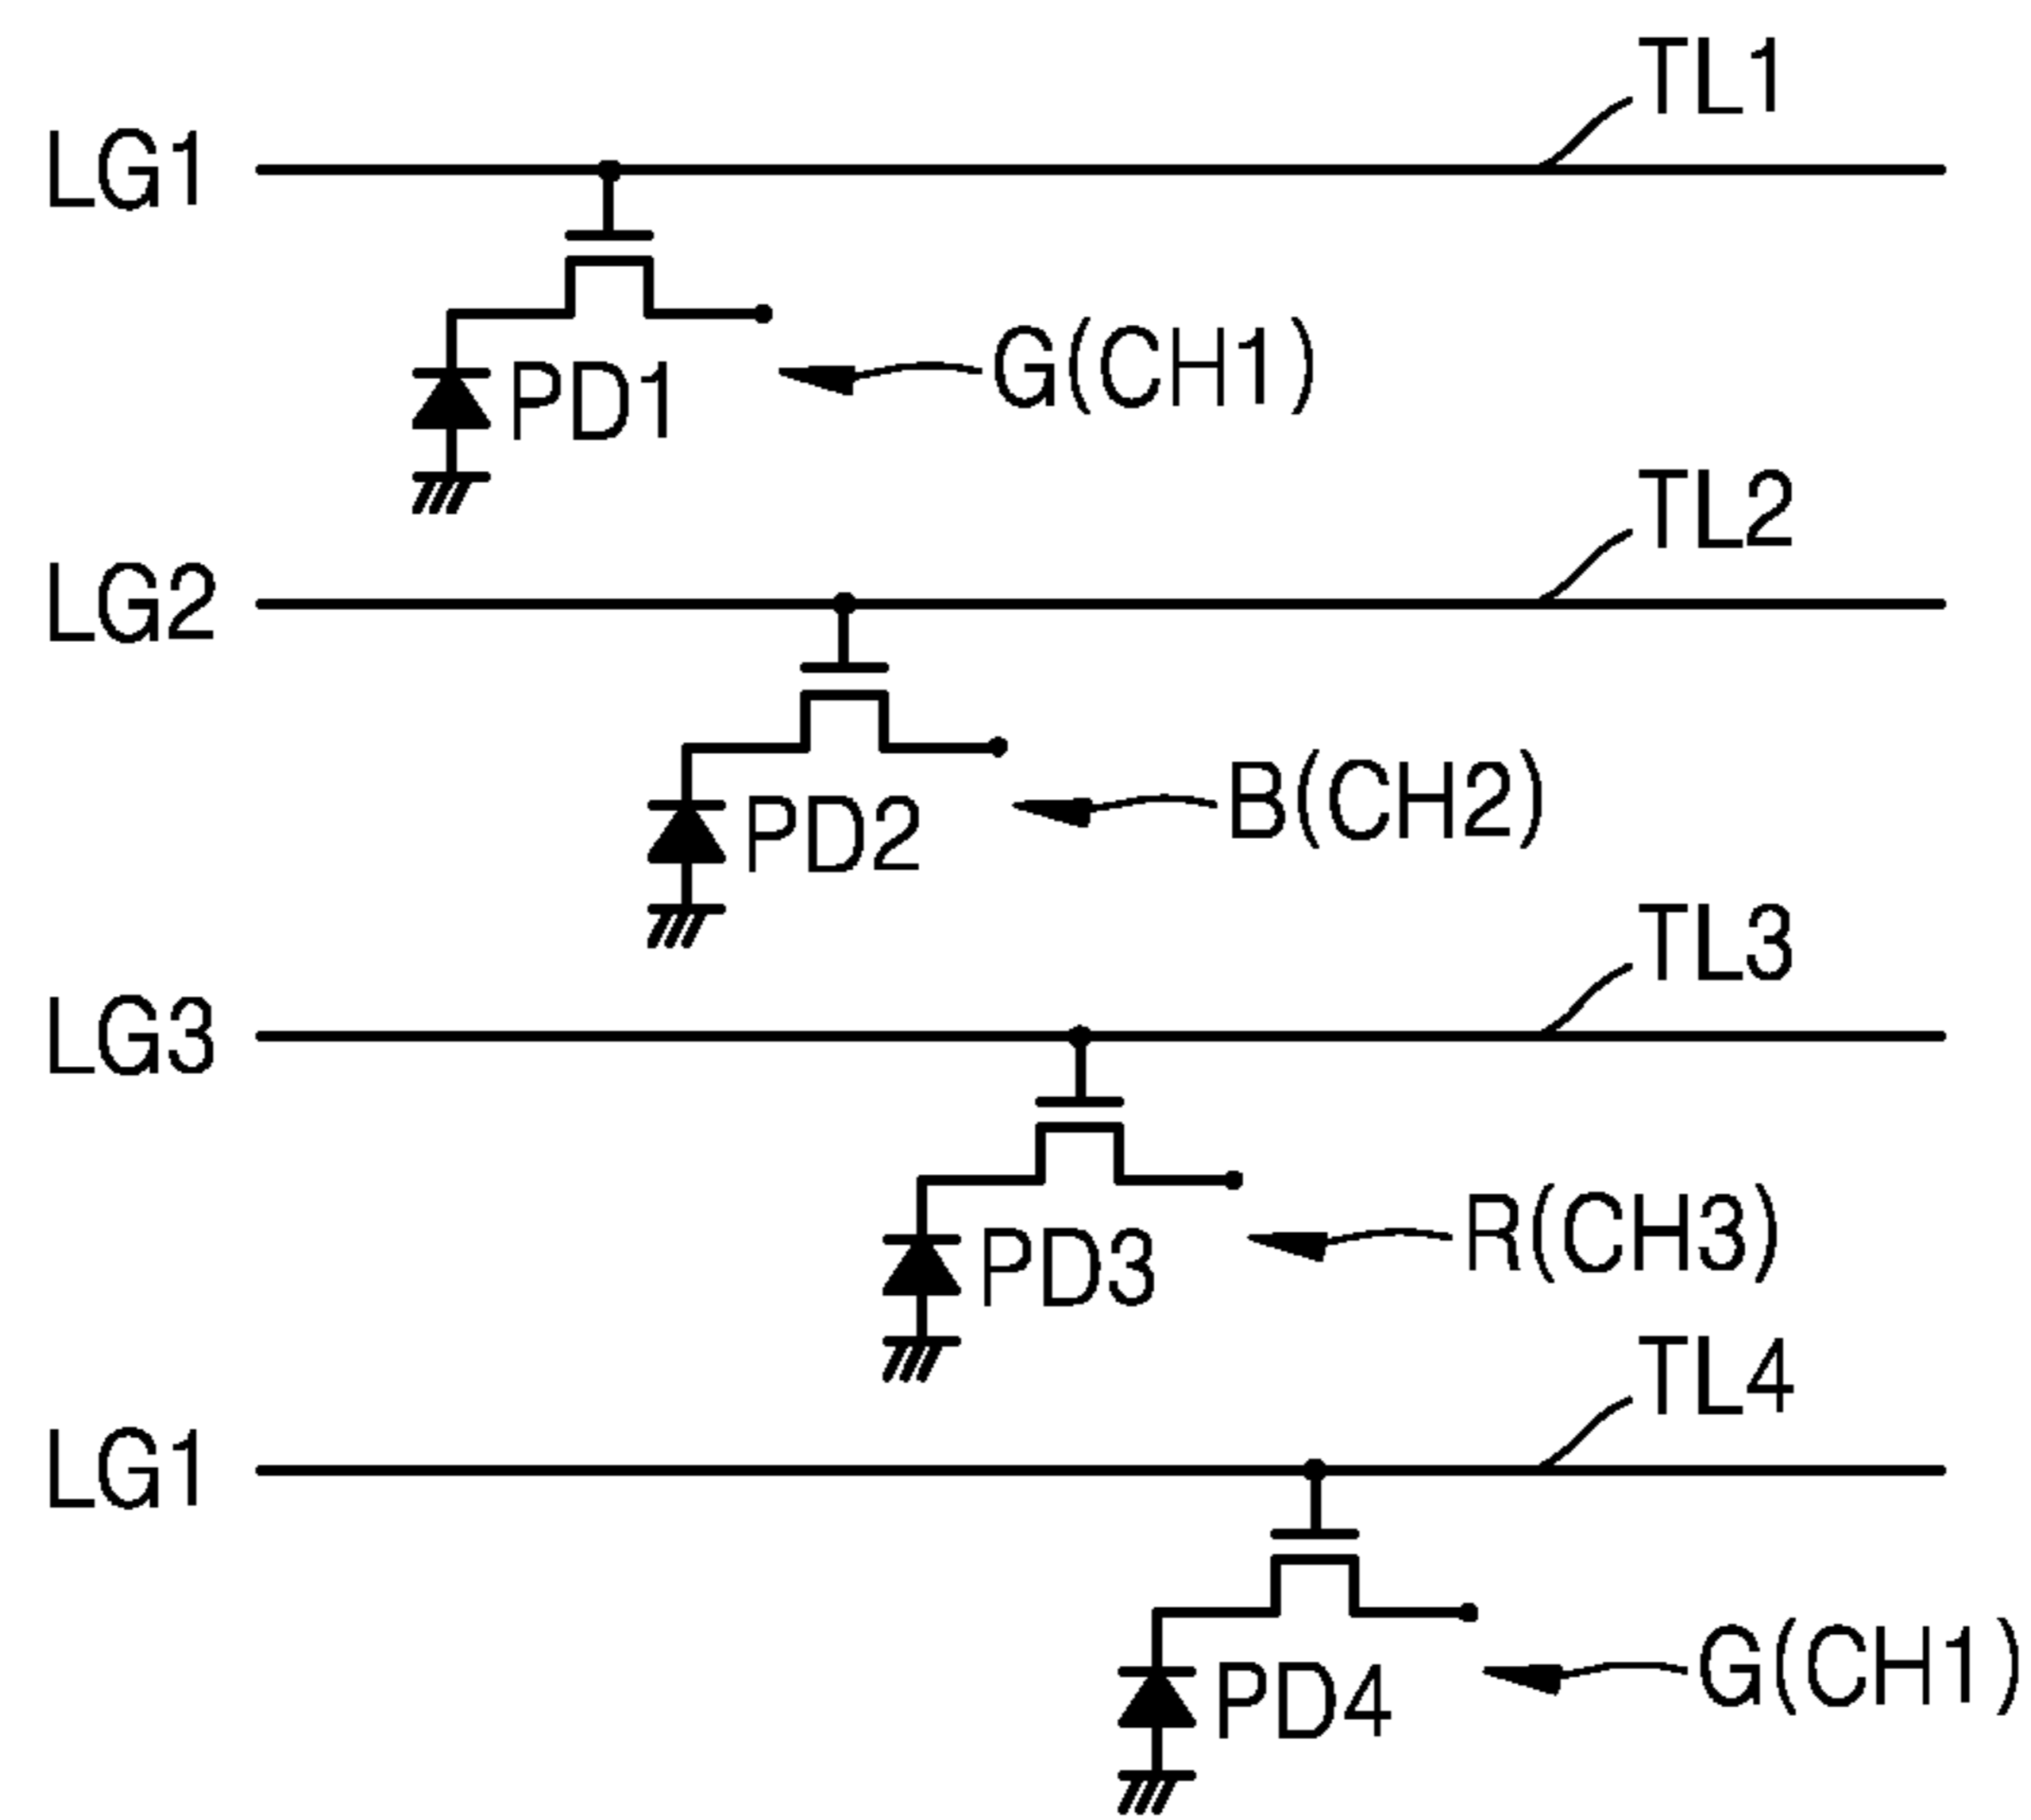 TL1
LG1
G(CH1)
PD1
TL2
LG2
B(CH2)
PD2
TL3
LG3
R(CH3)
PD3
TL4
LG1
G(CH1)
PD4